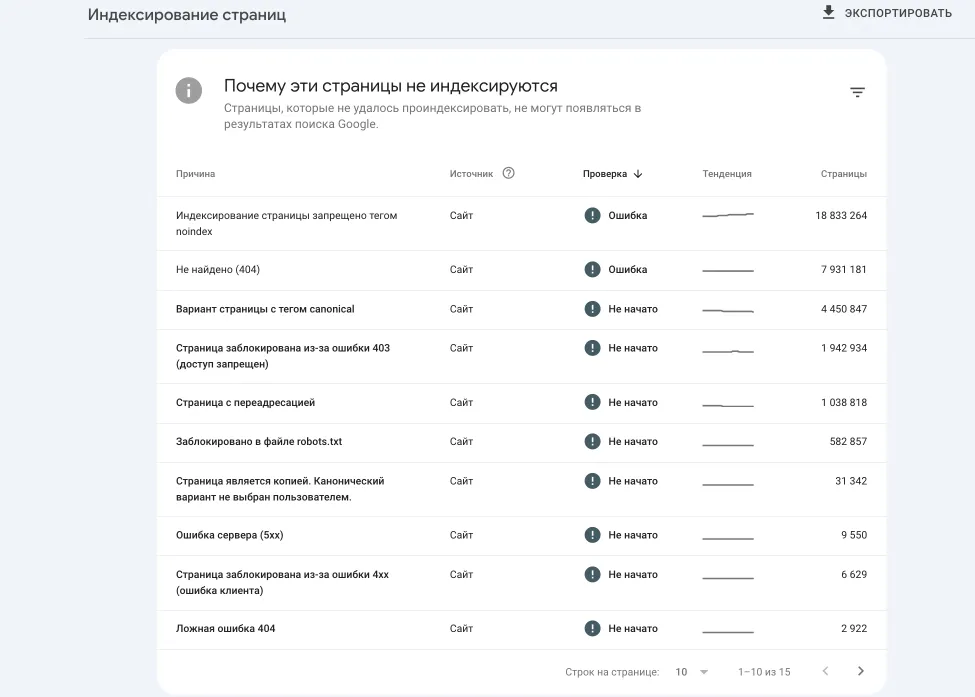 Индексирование страниц
ЭКСПОРТИРОВАТЬ
Почему эти страницы не индексируются
Страницы, которые не удалось проиндексировать, не могут появляться в
результатах поиска Google.
Причина Источник Проверка Тенденция Страницы
Индексирование страницы запрещено тегом
noindex
Сайт Ошибка 18 833 264
Не найдено (404) Сайт Ошибка 7 931 181
Вариант страницы с тегом canonical Сайт Не начато 4 450 847
Страница заблокирована из-за ошибки 403
(доступ запрещен)
Сайт Не начато 1 942 934
Страница с переадресацией Сайт Не начато 1 038 818
Заблокировано в файле robots.txt Сайт Не начато 582 857
Страница является копией. Канонический
вариант не выбран пользователем.
Сайт Не начато 31 342
Ошибка сервера (5xx) Сайт Не начато 9 550
Страница заблокирована из-за ошибки 4xx
(ошибка клиента)
Сайт Не начато 6 629
Ложная ошибка 404 Сайт Не начато 2 922
Строк на странице: 10 1–10 из 15